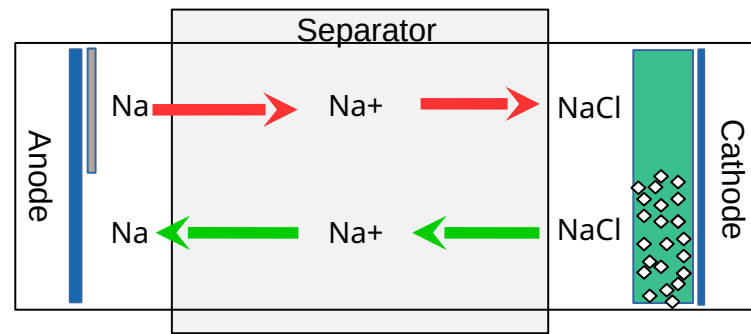 Separator
Anode
Na
Na+
NaCl
Cathode
Na
Na+
NaCl